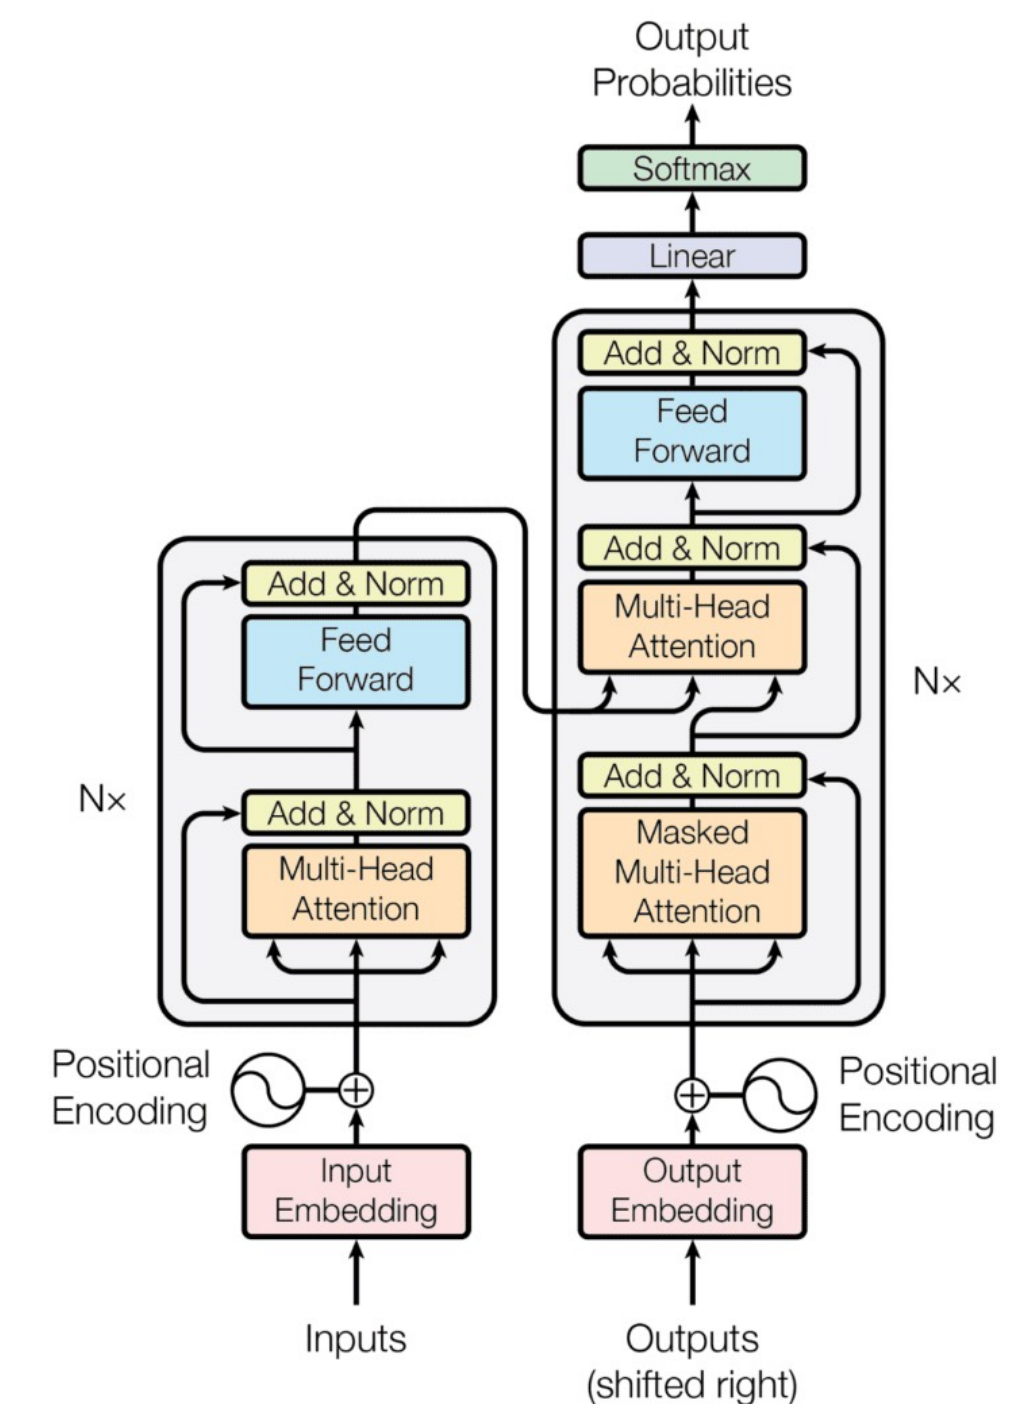 Output
Probabilities
Softmax
Linear
Add & Norm
Feed
Forward
Add & Norm
Multi-Head
Attention
Add & Norm
Masked
Multi-Head
Attention
N×
Add & Norm
Feed
Forward
Add & Norm
Multi-Head
Attention
N×
Positional
Encoding
Positional
Encoding
Input
Embedding
Output
Embedding
Inputs
Outputs
(shifted right)